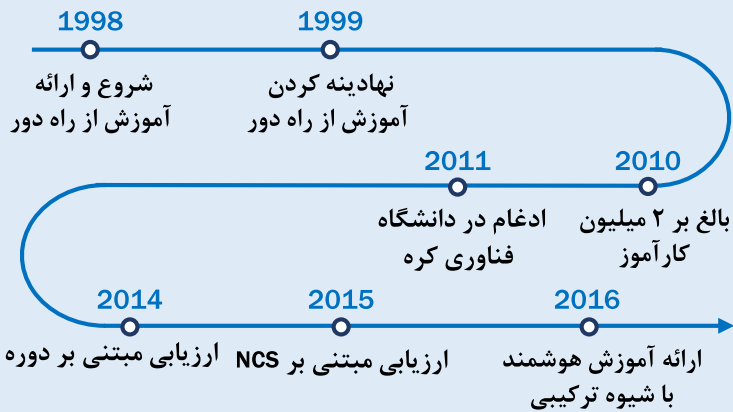 1998
شروع و ارائه
آموزش از راه دور
1999
نهادینه کردن
آموزش از راه دور
2010
بالغ بر ۲ میلیون
کارآموز
2011
ادغام در دانشگاه
فناوری کره
2014
ارزیابی مبتنی بر دوره
2015
ارزیابی مبتنی بر NCS
2016
ارائه آموزش هوشمند
با شیوه ترکیبی